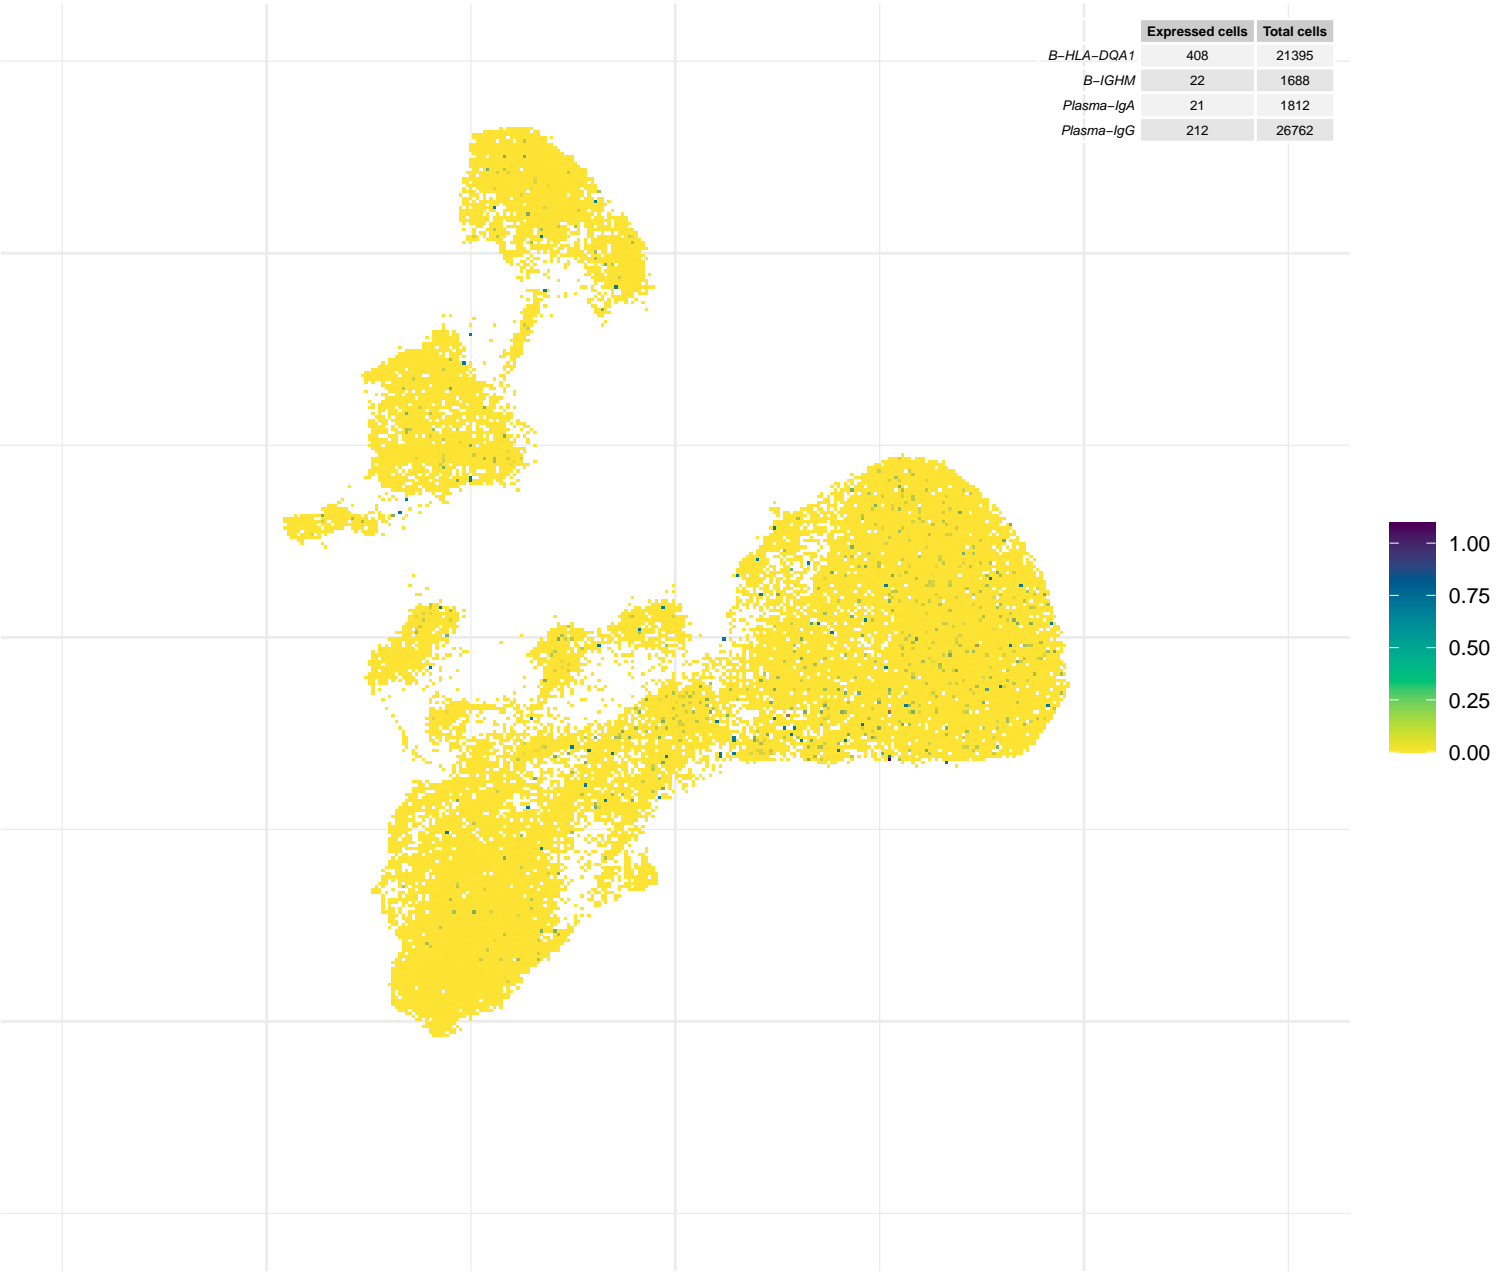 Expressed cells Total cells
B−HLA−DQA1 408 21395
B−IGHM 22 1688
Plasma−IgA 21 1812
Plasma−IgG 212 26762
1.00
0.75
0.50
0.25
0.00